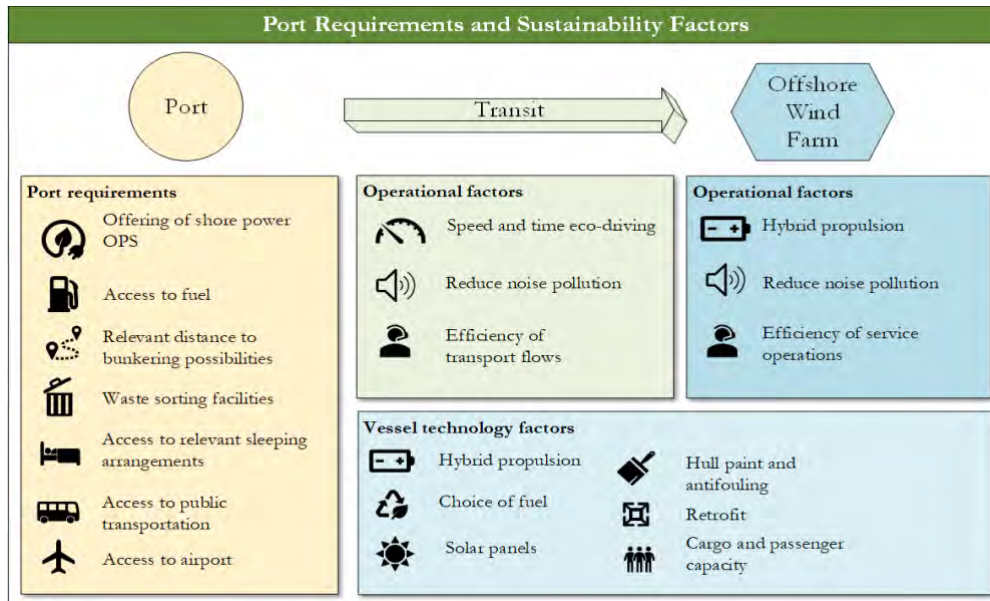 Port Requirements and Sustainability Factors
Port
Transit
Offshore
Wind
Farm
Port requirements
Offering of shore power
OPS
Access to fuel
Relevant distance to
bunkering possibilities
Waste sorting facilities
Access to relevant sleeping
arrangements
Access to public
transportation
Access to airport
Operational factors
Speed and time eco-driving
Reduce noise pollution
Efficiency of
transport flows
Operational factors
Hybrid propulsion
Reduce noise pollution
Efficiency of service
operations
Vessel technology factors
Hybrid propulsion
Choice of fuel
Solar panels
Hull paint and
antifouling
Retrofit
Cargo and passenger
capacity